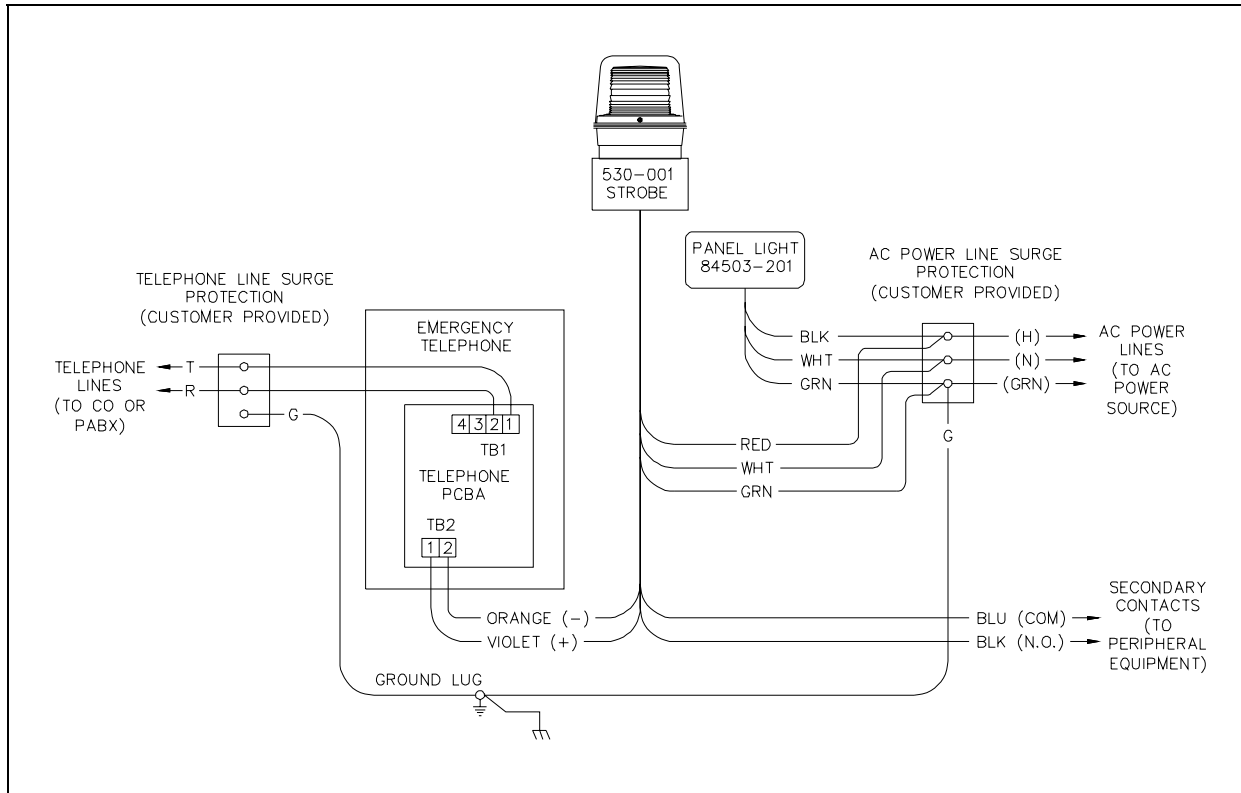 530-001
STROBE
PANEL LIGHT
84503-201
AC POWER LINE SURGE
PROTECTION
(CUSTOMER PROVIDED)
TELEPHONE LINE SURGE
PROTECTION
(CUSTOMER PROVIDED)
EMERGENCY
TELEPHONE
BLK
WHT
GRN
(H)
(N)
(GRN)
AC POWER
LINES
(TO AC
POWER
SOURCE)
TELEPHONE
LINES
(TO CO OR
PABX)
T
R
G
4 3 2 1
TB1
TELEPHONE
PCBA
TB2
1 2
RED
WHT
GRN
G
ORANGE (-)
VIOLET (+)
BLU (COM)
BLK (N.O.)
SECONDARY
CONTACTS
(TO
PERIPHERAL
EQUIPMENT)
GROUND LUG